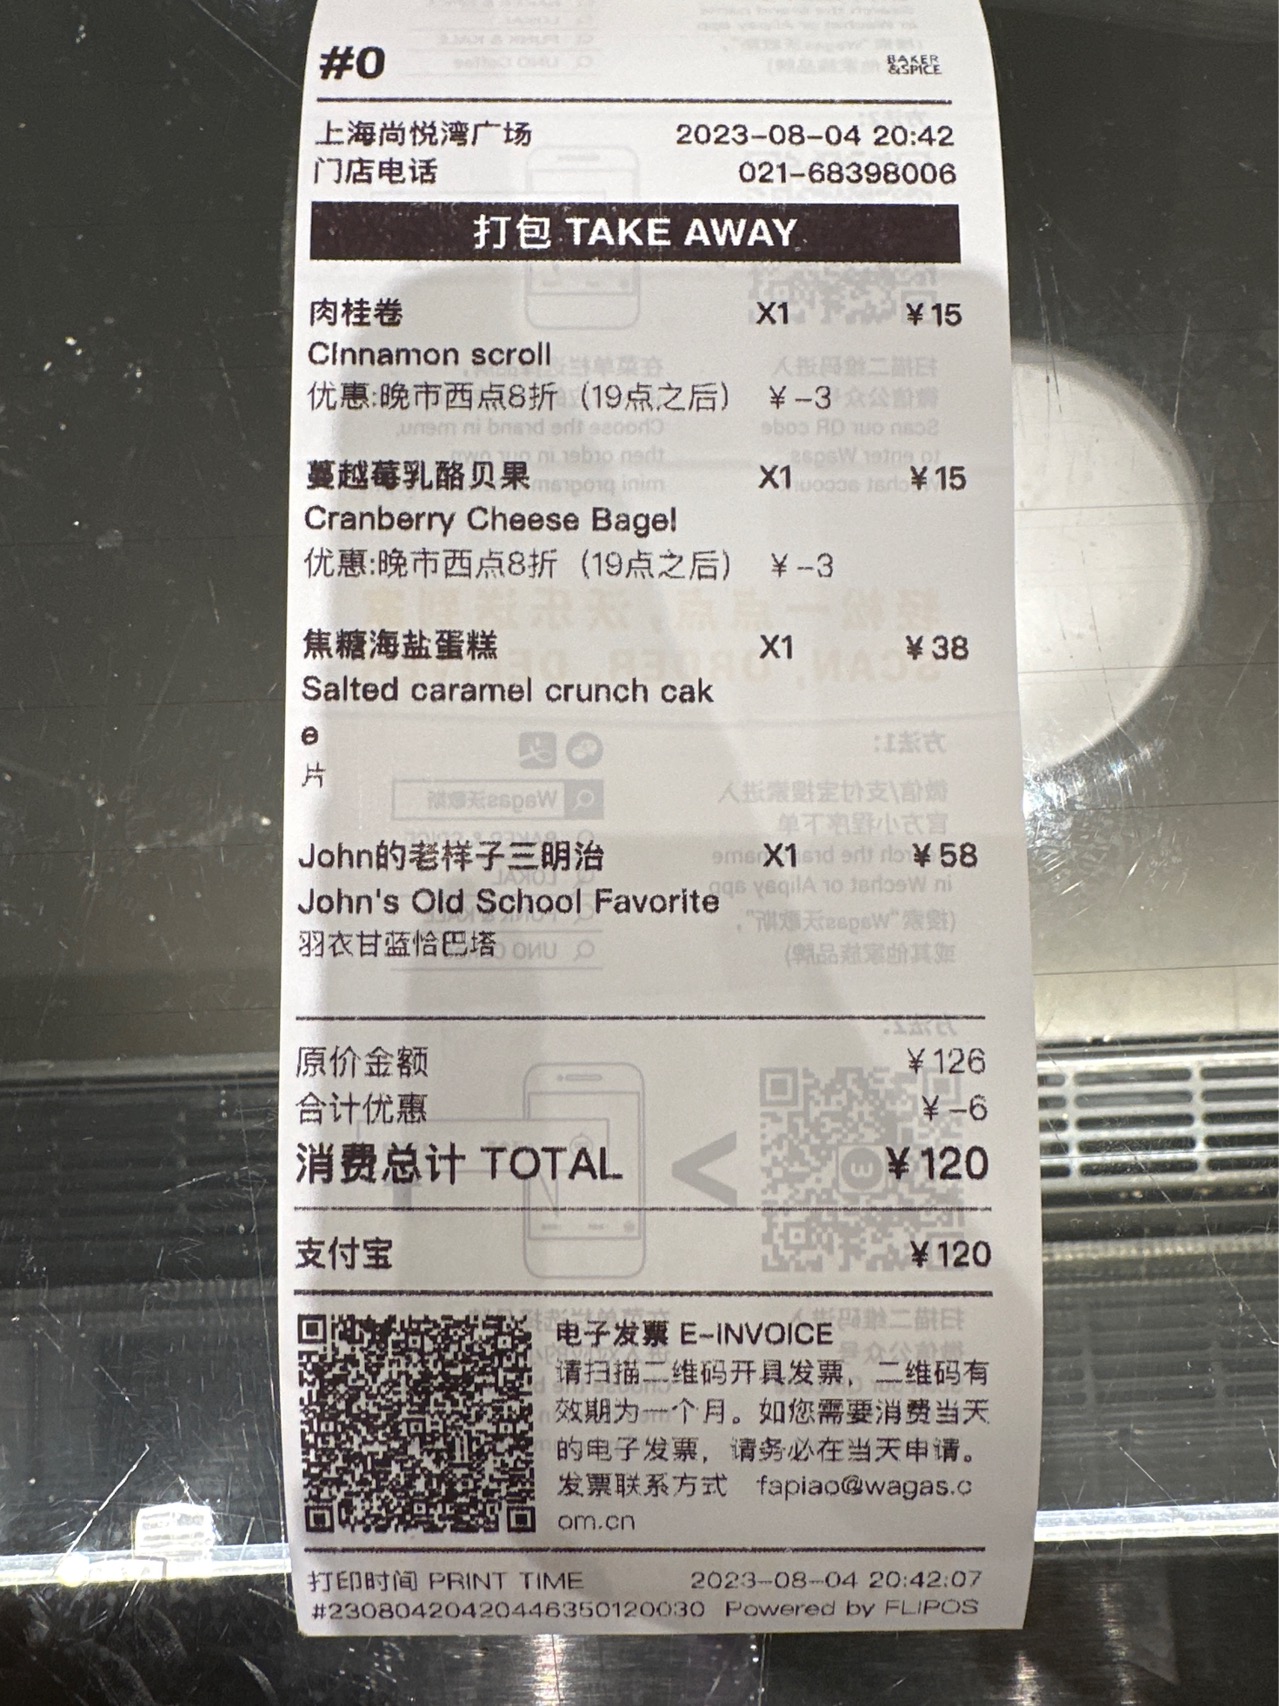 #0
BAKER
&SPICE
上海尚悦湾广场 2023-08-04 20:42
门店电话 021-68398006
打包 TAKE AWAY
肉桂卷 X1 ¥15
CInnamon scroll
优惠:晚市西点8折（19点之后） ¥-3
蔓越莓乳酪贝果 X1 ¥15
Cranberry Cheese Bagel
优惠:晚市西点8折（19点之后） ¥-3
焦糖海盐蛋糕 X1 ¥38
Salted caramel crunch cak
e
片
John的老样子三明治 X1 ¥58
John's Old School Favorite
羽衣甘蓝恰巴塔
原价金额 ¥126
合计优惠 ¥-6
消费总计 TOTAL ¥120
支付宝 ¥120
电子发票 E-INVOICE
请扫描二维码开具发票，二维码有
效期为一个月。如您需要消费当天
的电子发票，请务必在当天申请。
发票联系方式 fapiao@wagas.c
om.cn
打印时间 PRINT TIME 2023-08-04 20:42:07
#23080420420446350120030 Powered by FLIPOS